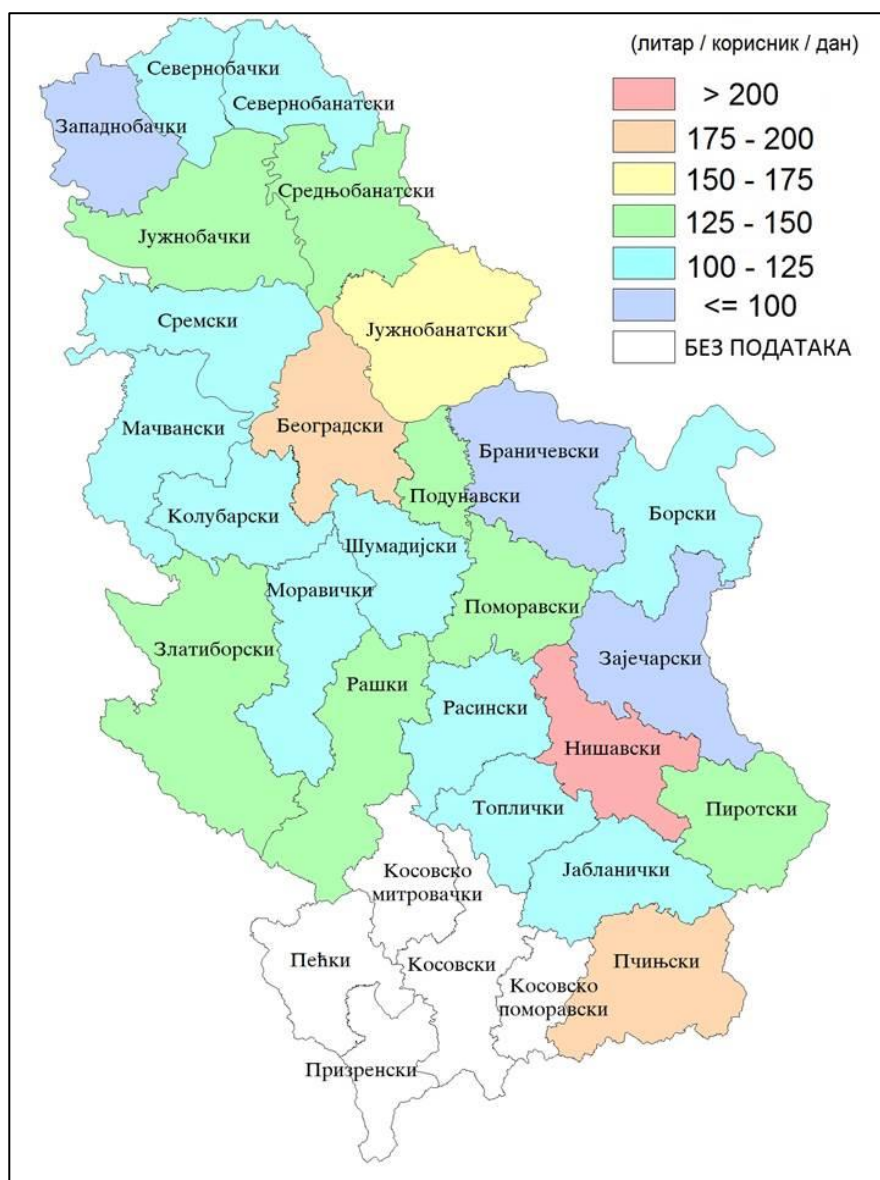 (литар / корисник / дан)
> 200
175 - 200
150 - 175
125 - 150
100 - 125
<= 100
БЕЗ ПОДАТАКА
Севернобачки
Севернобанатски
Западнобачки
Средњобанатски
Јужнобачки
Сремски
Јужнобанатски
Мачвански
Београдски
Браничевски
Подунавски
Колубарски
Борски
Шумадијски
Моравички
Поморавски
Златиборски
Зајечарски
Рашки
Расински
Нишавски
Топлички
Пиротски
Јабланички
Косовско
митровачки
Пећки
Косовски
Пчињски
Косовско
поморавски
Призренски